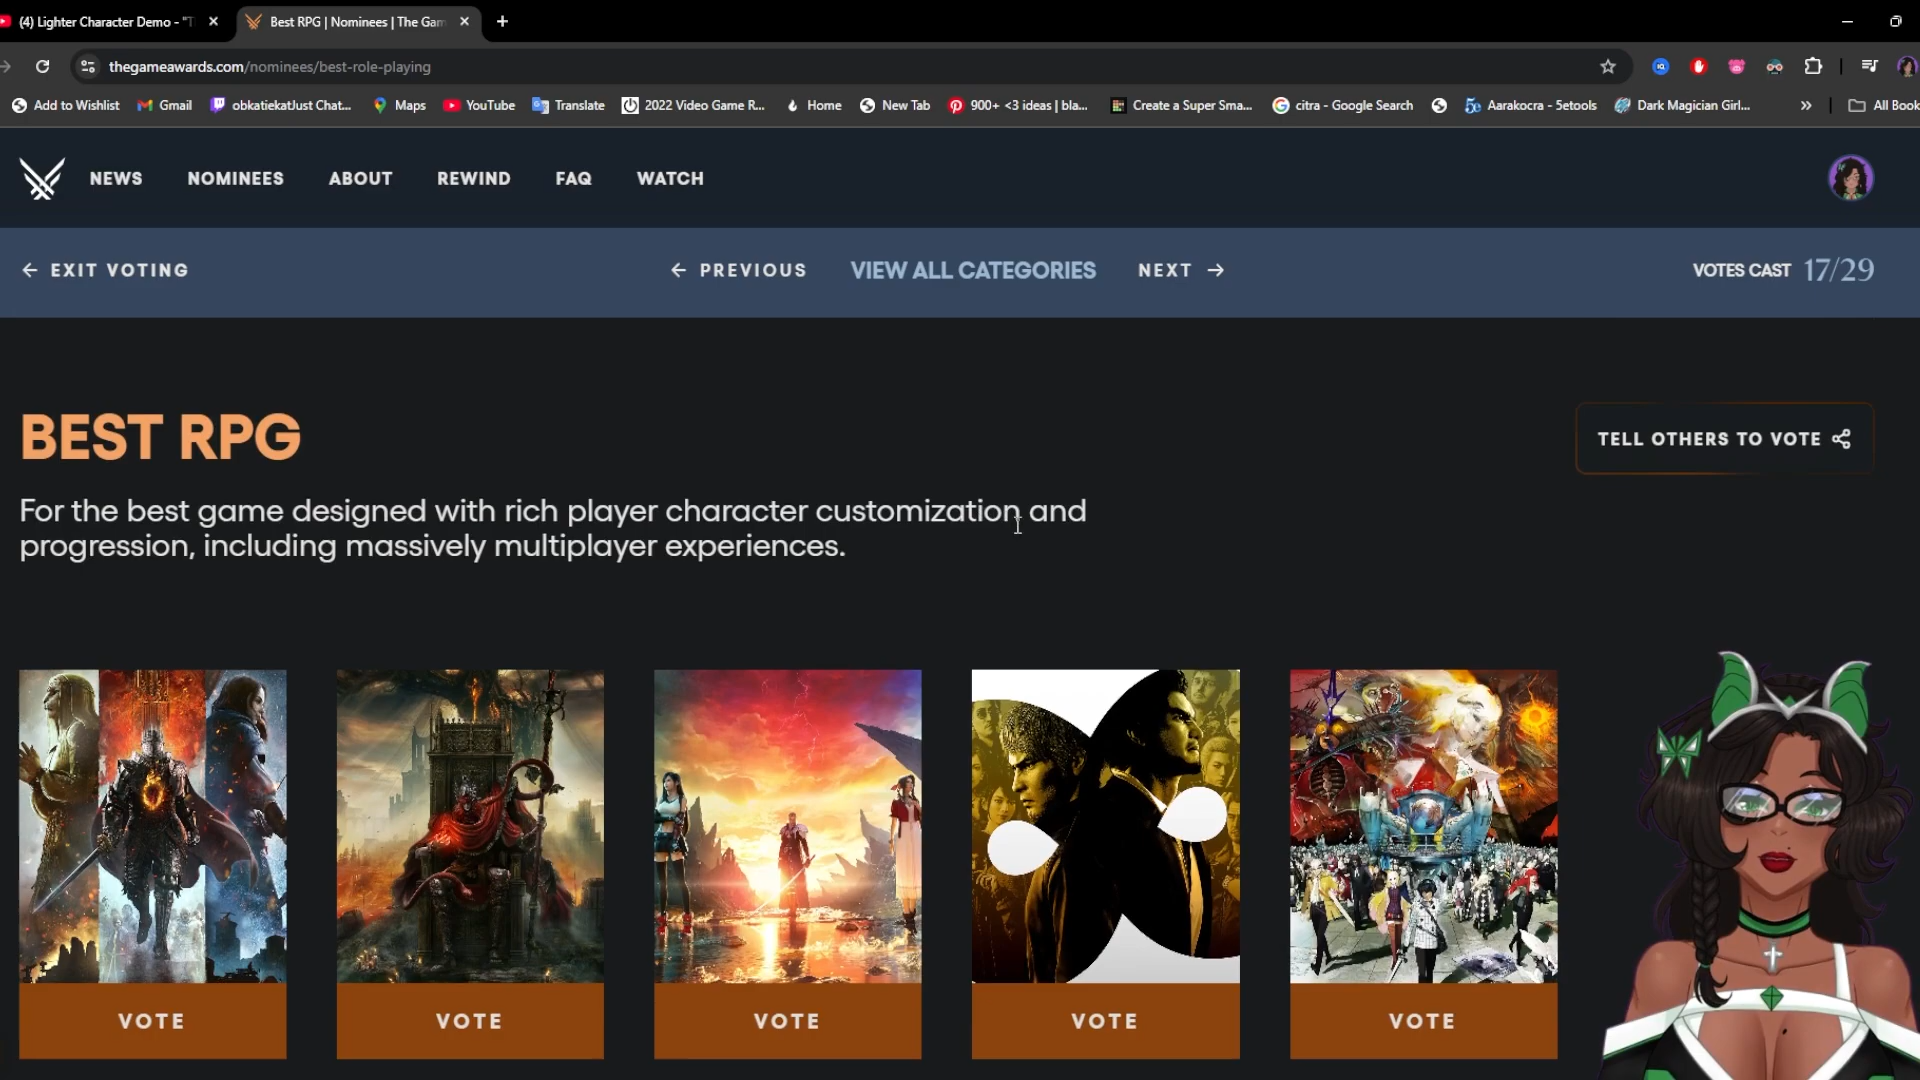 (4) Lighter Character Demo - "T
Best RPG | Nominees | The Gam
thegameawards.com/nominees/best-role-playing
Add to Wishlist
Gmail
obkatiekatJust Chat...
Maps
YouTube
Translate
2022 Video Game R...
Home
New Tab
900+ <3 ideas | bla...
Create a Super Sma...
citra - Google Search
Aarakocra - 5etools
Dark Magician Girl...
»
All Book
NEWS
NOMINEES
ABOUT
REWIND
FAQ
WATCH
← EXIT VOTING
← PREVIOUS
VIEW ALL CATEGORIES
NEXT →
VOTES CAST 17/29
BEST RPG
TELL OTHERS TO VOTE
For the best game designed with rich player character customization and
progression, including massively multiplayer experiences.
VOTE
VOTE
VOTE
VOTE
VOTE